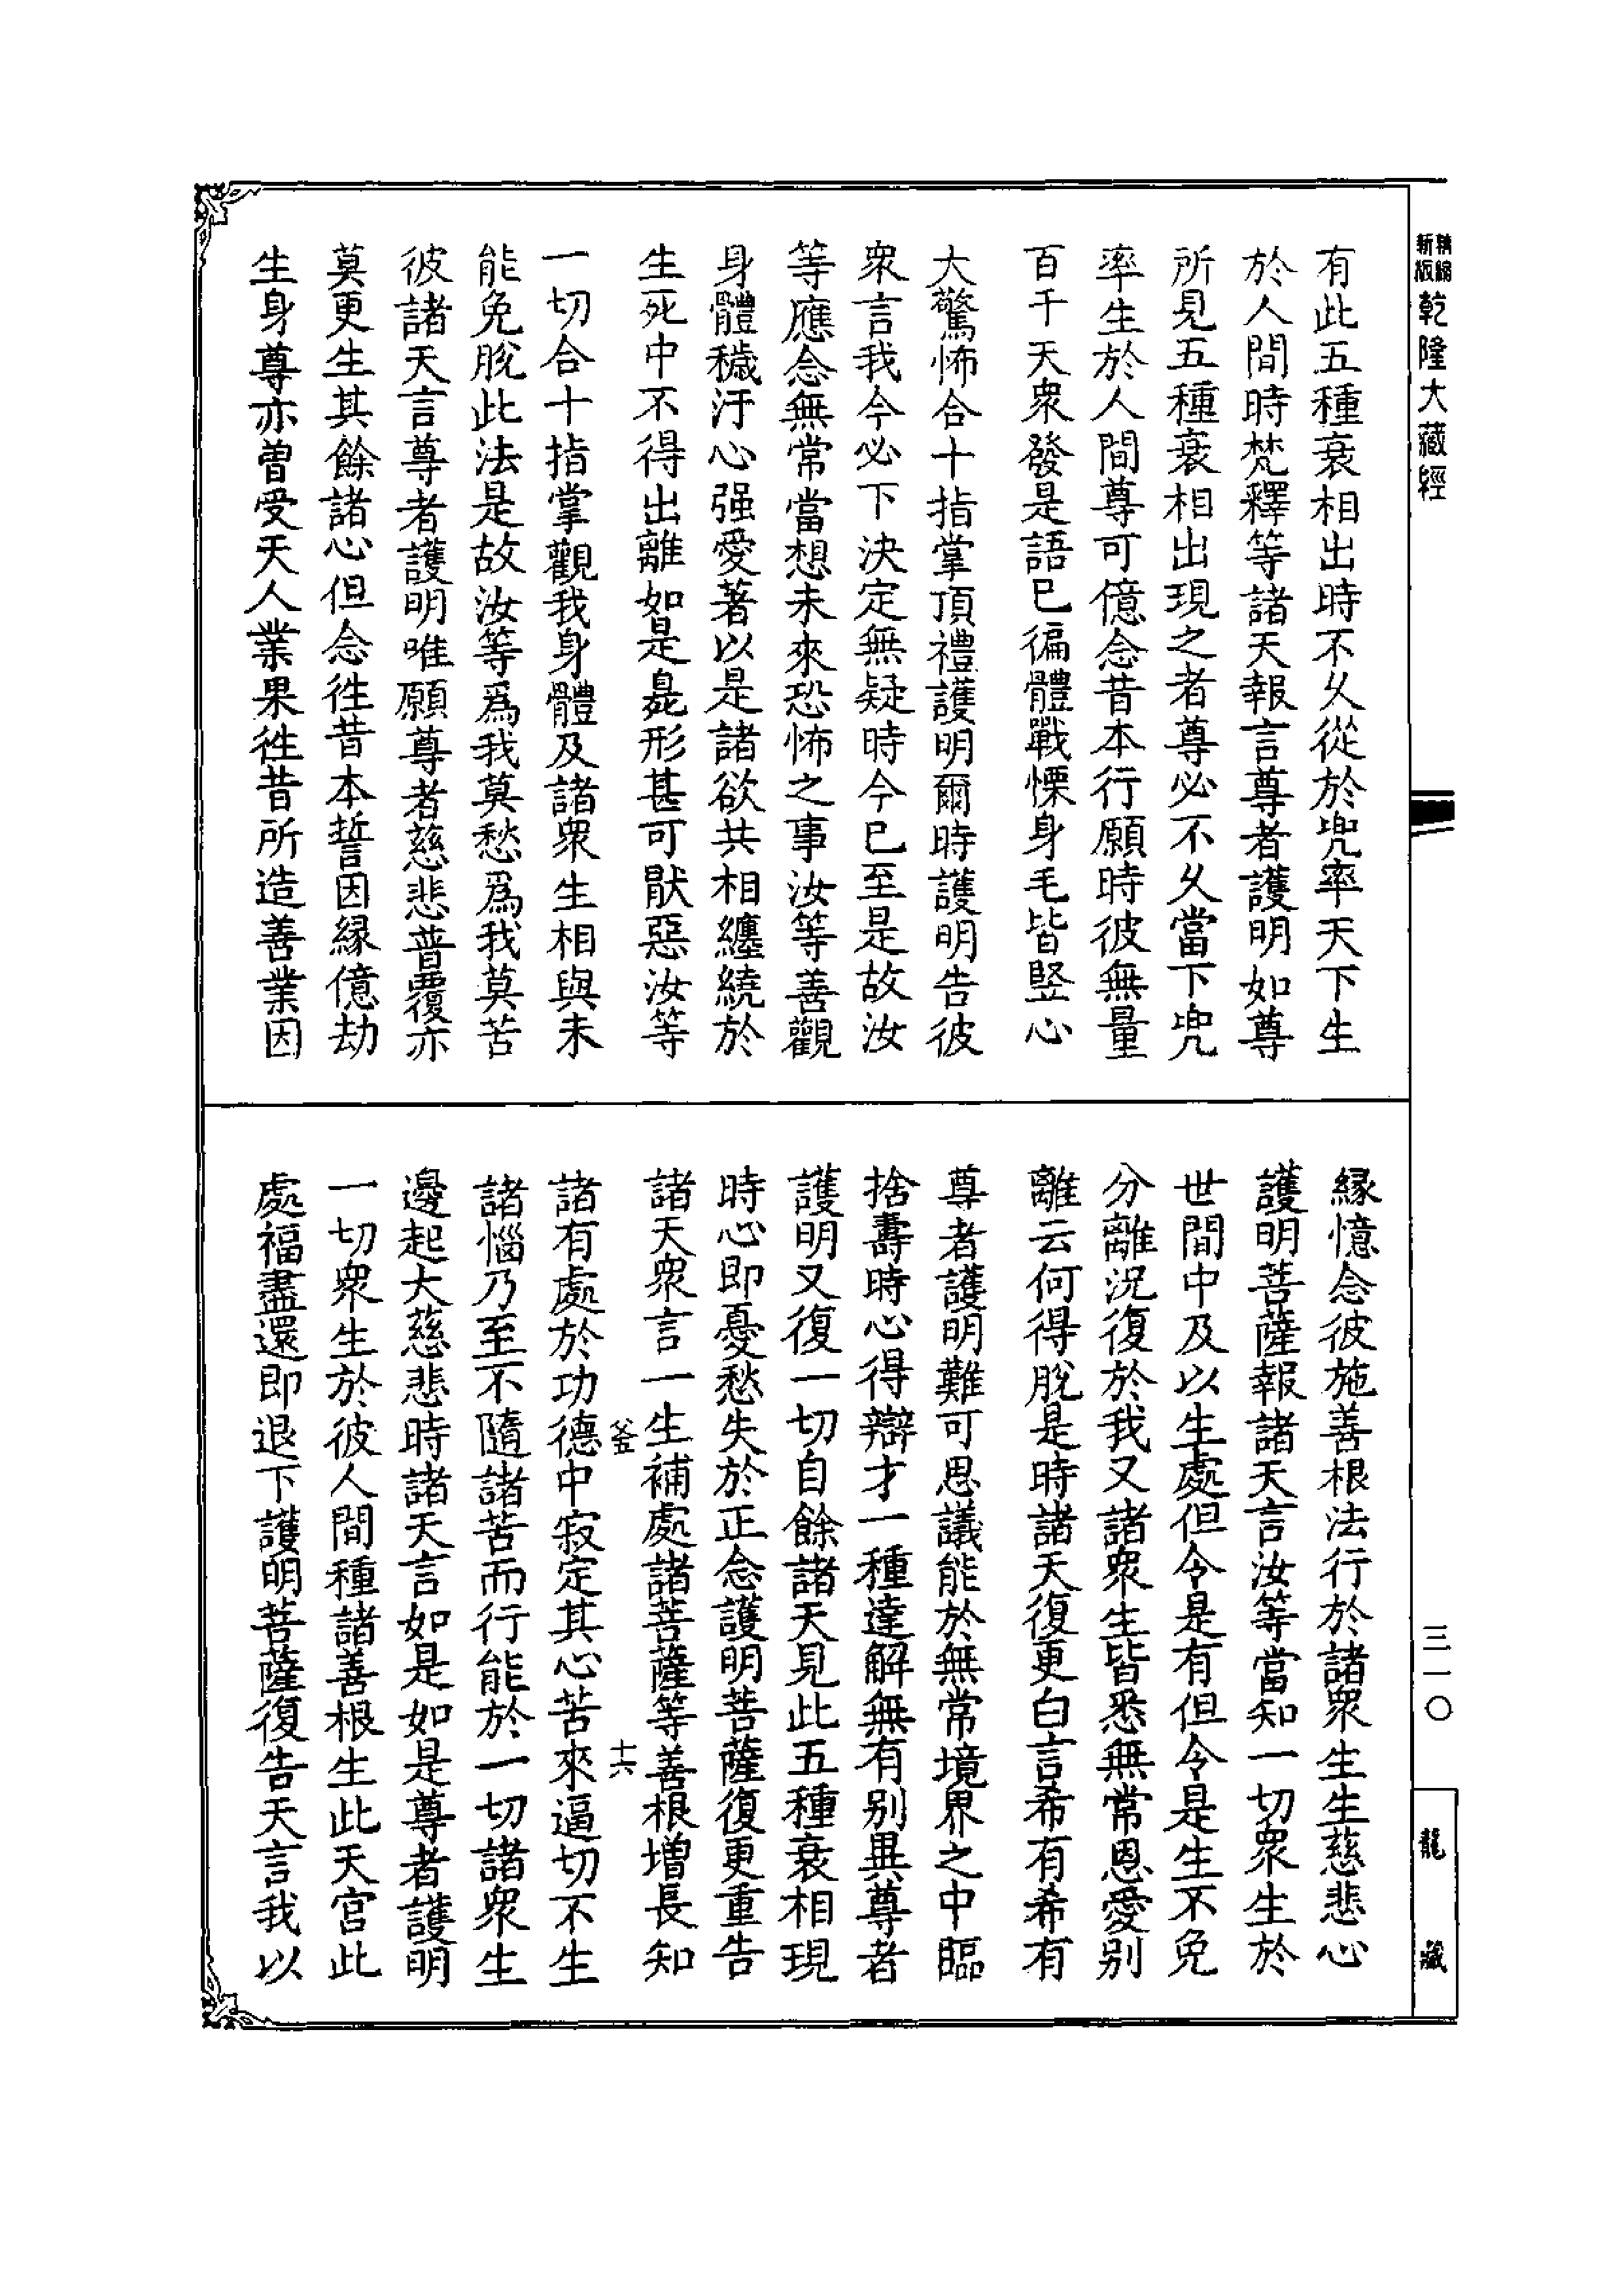 精縮
新版
乾隆大藏經
有此五種衰相出時不久從於兜率天下生
於人間時梵釋等諸天報言尊者護明如尊
所見五種衰相出現之者尊必不久當下兜
率生於人間尊可億念昔本行願時彼無量
百千天衆發是語已徧體戰慄身毛皆竪心
大驚怖合十指掌頂禮護明爾時護明告彼
衆言我今必下決定無疑時今已至是故汝
等應念無常當想未來恐怖之事汝等善觀
身體穢汙心强愛著以是諸欲共相纏繞於
生死中不得出離如是毳形甚可猒惡汝等
一切合十指掌觀我身體及諸衆生相與未
能免脫此法是故汝等爲我莫愁爲我莫苦
彼諸天言尊者護明唯願尊者慈悲普覆亦
莫更生其餘諸心但念徃昔本誓因緣億劫
生身尊亦曽受天人業果徃昔所造善業因
緣憶念彼施善根法行於諸衆生生慈悲心
護明菩薩報諸天言汝等當知一切衆生於
世間中及以生處但令是有但令是生不免
分離況復於我又諸衆生皆悉無常恩愛別
離云何得脫是時諸天復更白言希有希有
尊者護明難可思議能於無常境界之中臨
捨壽時心得辯才一種達解無有別異尊者
護明又復一切自餘諸天見此五種衰相現
時心即憂愁失於正念護明菩薩復更重告
諸天衆言一生補處諸菩薩等善根增長知
釜
十六
諸有處於功德中寂定其心苦來逼切不生
諸惱乃至不隨諸苦而行能於一切諸衆生
邊起大慈悲時諸天言如是如是尊者護明
一切衆生於彼人間種諸善根生此天宮此
處福盡還即退下護明菩薩復告天言我以
三一〇
龍藏